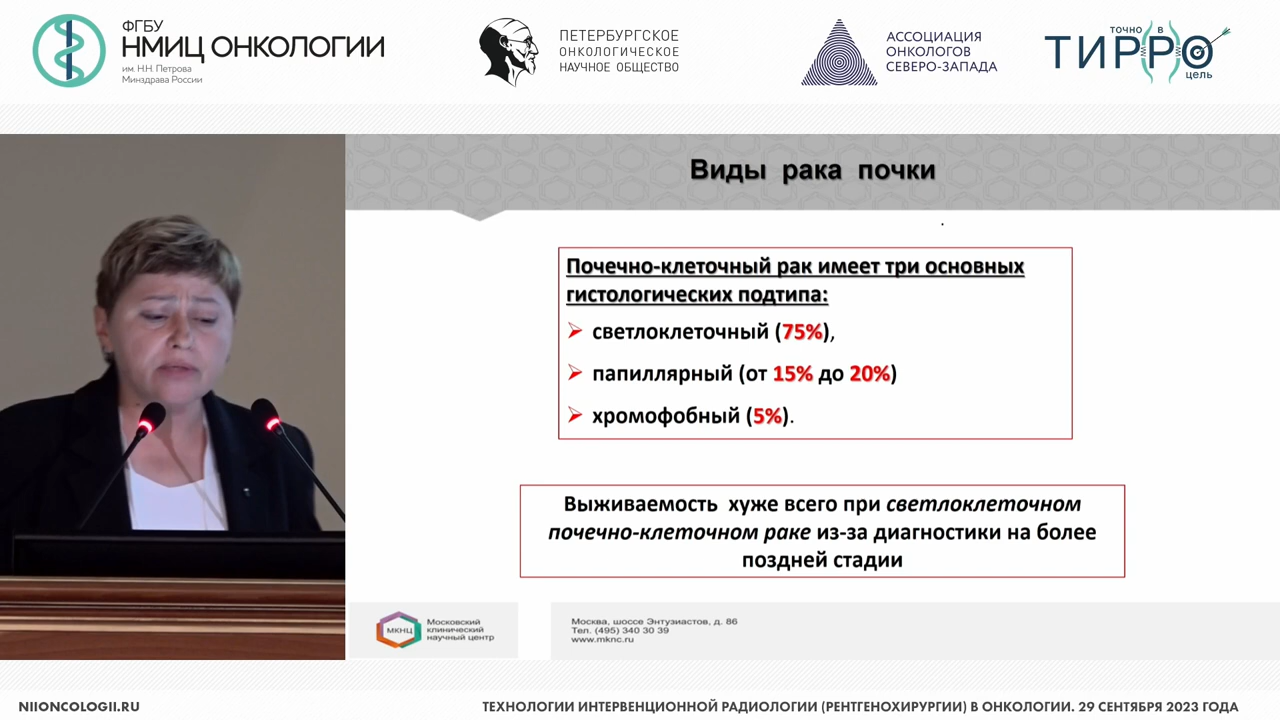 ФГБУ
НМИЦ ОНКОЛОГИИ
им. Н.Н. Петрова
Минздрава России
ПЕТЕРБУРГСКОЕ
ОНКОЛОГИЧЕСКОЕ
НАУЧНОЕ ОБЩЕСТВО
АССОЦИАЦИЯ
ОНКОЛОГОВ
СЕВЕРО-ЗАПАДА
точно в
ТИРРО
цель
Виды рака почки
Почечно-клеточный рак имеет три основных
гистологических подтипа:
светлоклеточный (75%),
папиллярный (от 15% до 20%)
хромофобный (5%).
Выживаемость хуже всего при светлоклеточном
почечно-клеточном раке из-за диагностики на более
поздней стадии
МКНЦ
Московский
клинический
научный центр
Москва, шоссе Энтузиастов, д. 86
Тел. (495) 340 30 39
www.mknc.ru
NIIONCOLOGII.RU
ТЕХНОЛОГИИ ИНТЕРВЕНЦИОННОЙ РАДИОЛОГИИ (РЕНТГЕНОХИРУРГИИ) В ОНКОЛОГИИ. 29 СЕНТЯБРЯ 2023 ГОДА